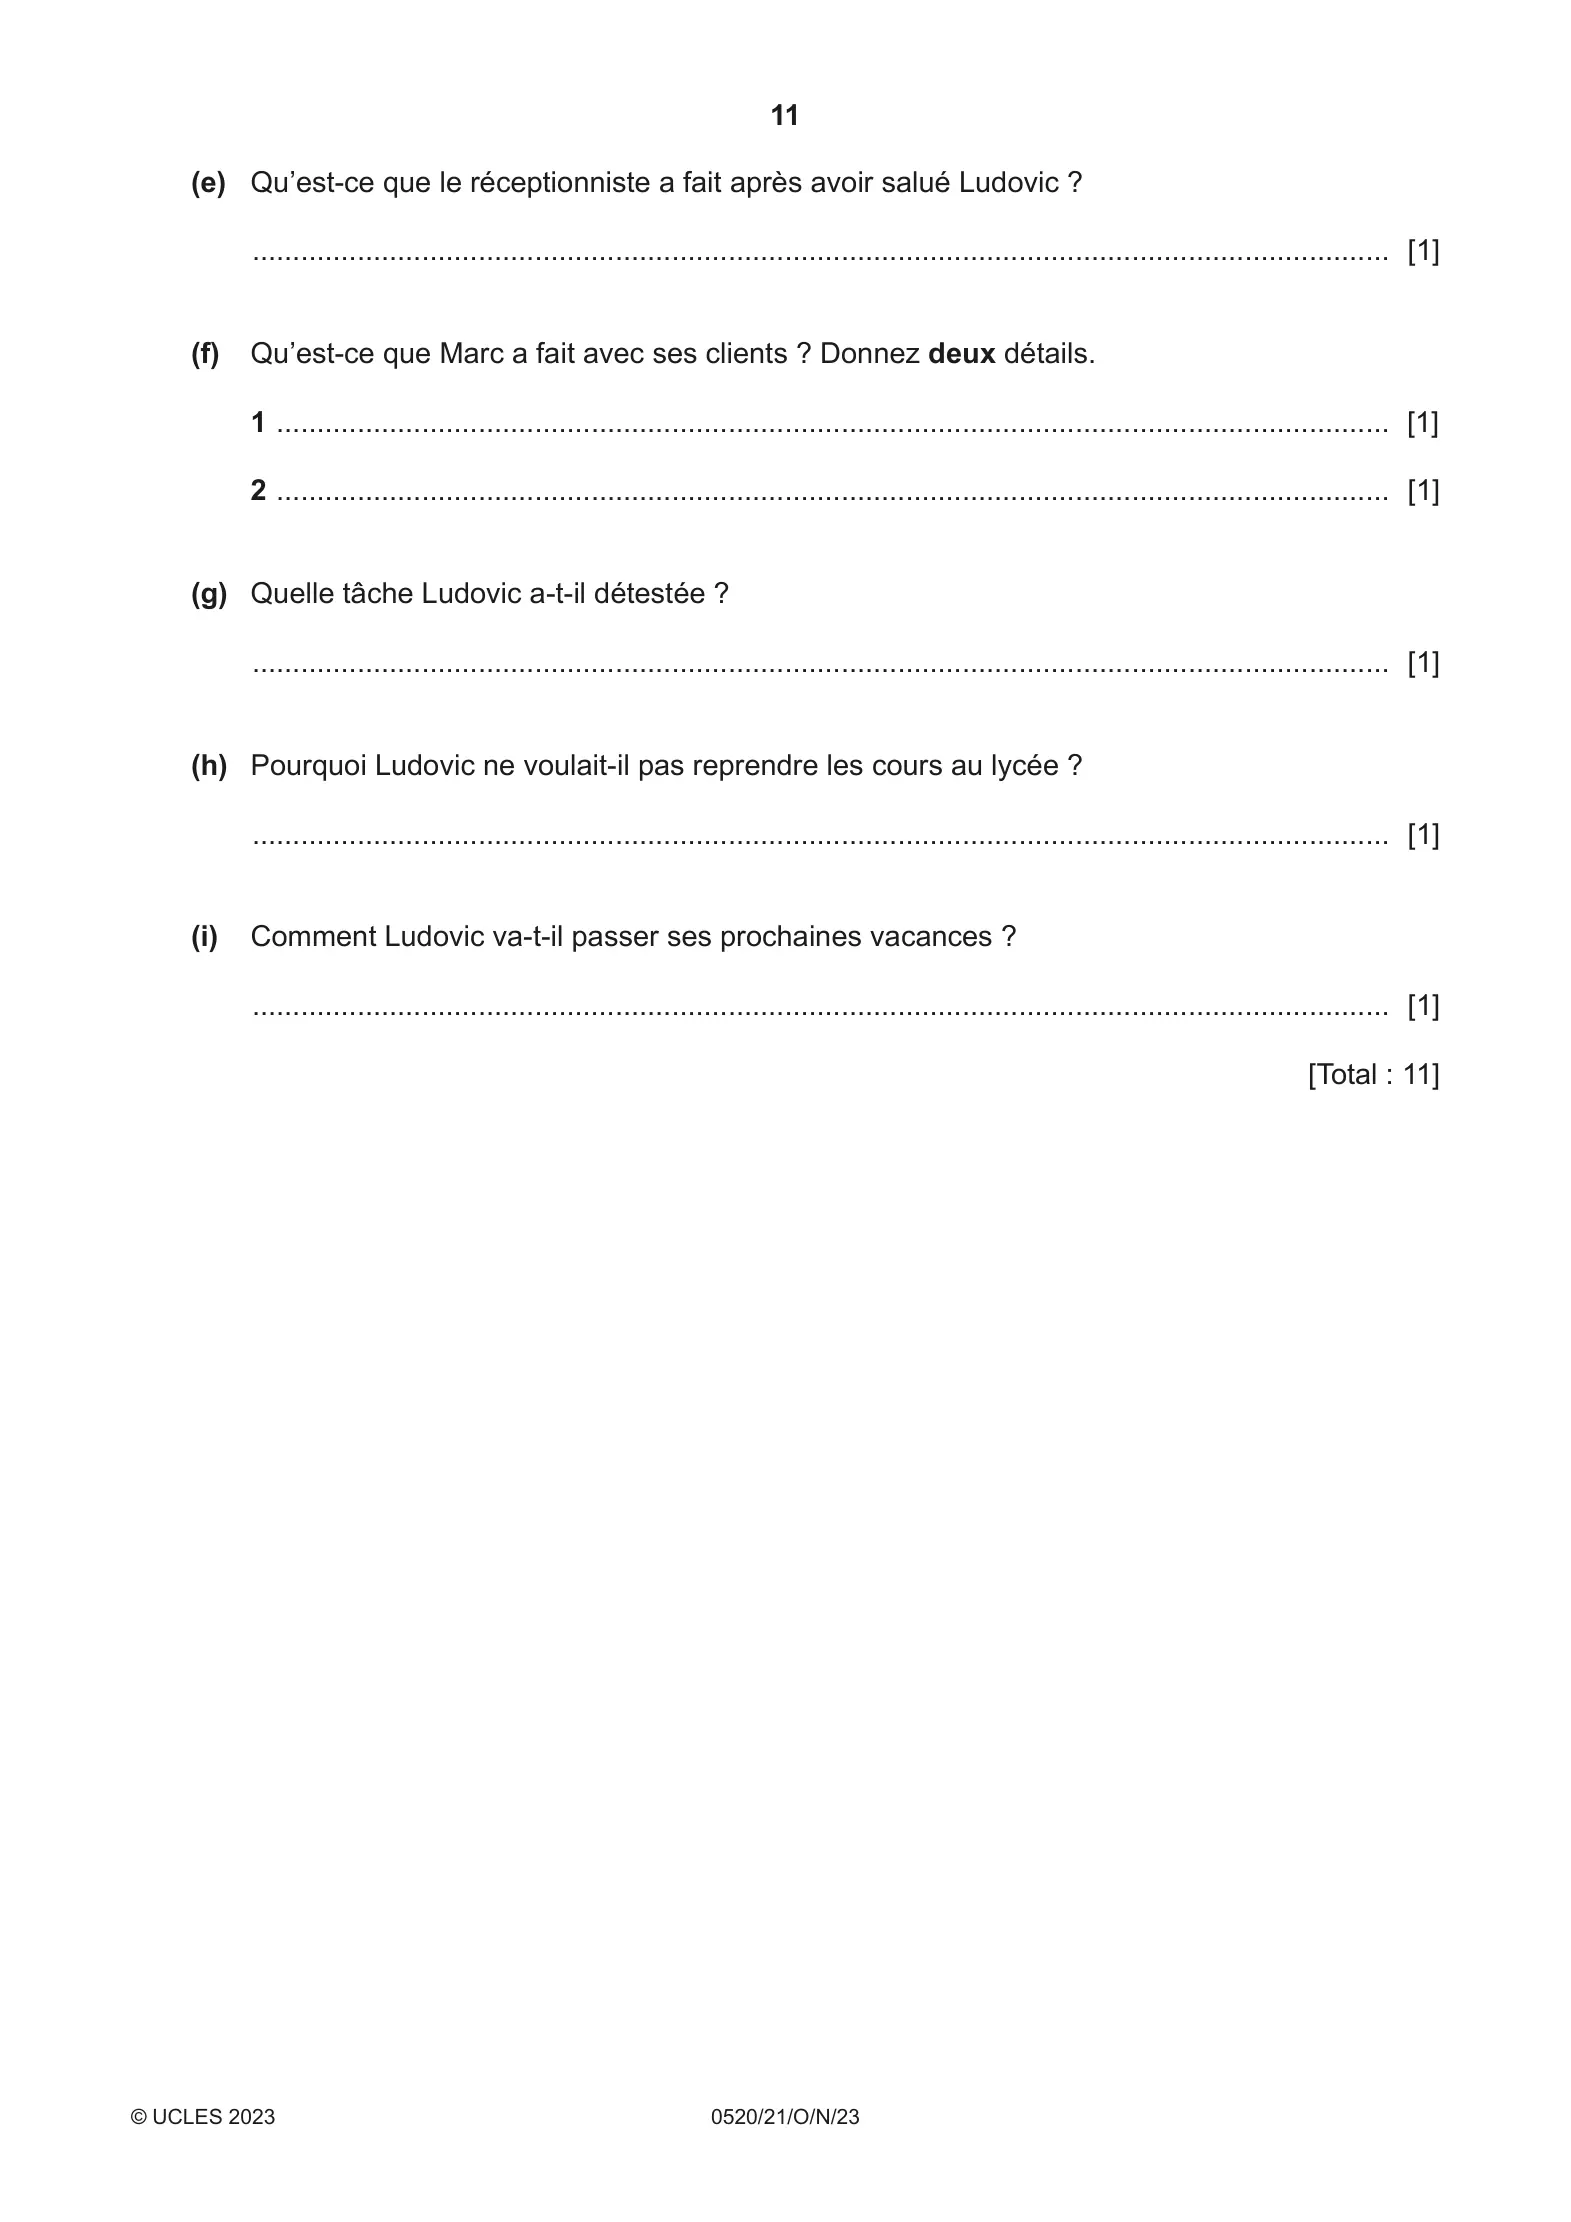 11
(e) Qu’est-ce que le réceptionniste a fait après avoir salué Ludovic ?
.......................................................................................................................................... [1]
(f) Qu’est-ce que Marc a fait avec ses clients ? Donnez deux détails.
1 ....................................................................................................................................... [1]
2 ....................................................................................................................................... [1]
(g) Quelle tâche Ludovic a-t-il détestée ?
.......................................................................................................................................... [1]
(h) Pourquoi Ludovic ne voulait-il pas reprendre les cours au lycée ?
.......................................................................................................................................... [1]
(i) Comment Ludovic va-t-il passer ses prochaines vacances ?
.......................................................................................................................................... [1]
[Total : 11]
© UCLES 2023 0520/21/O/N/23